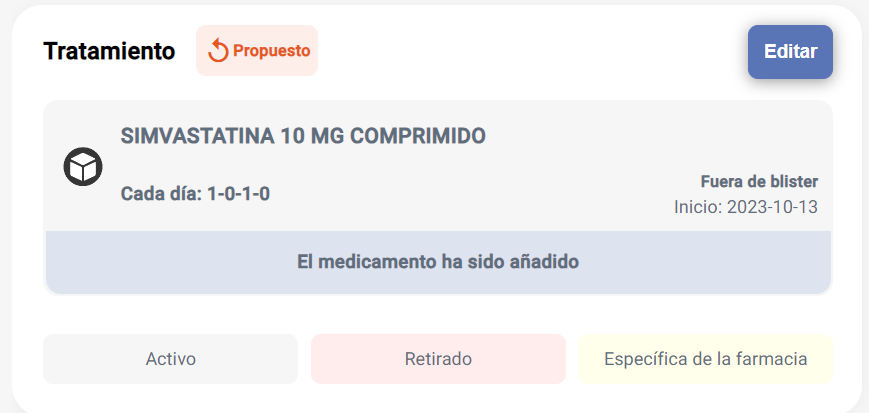 Tratamiento
Propuesto
Editar
SIMVASTATINA 10 MG COMPRIMIDO
Cada día: 1-0-1-0
Fuera de blister
Inicio: 2023-10-13
El medicamento ha sido añadido
Activo
Retirado
Específica de la farmacia